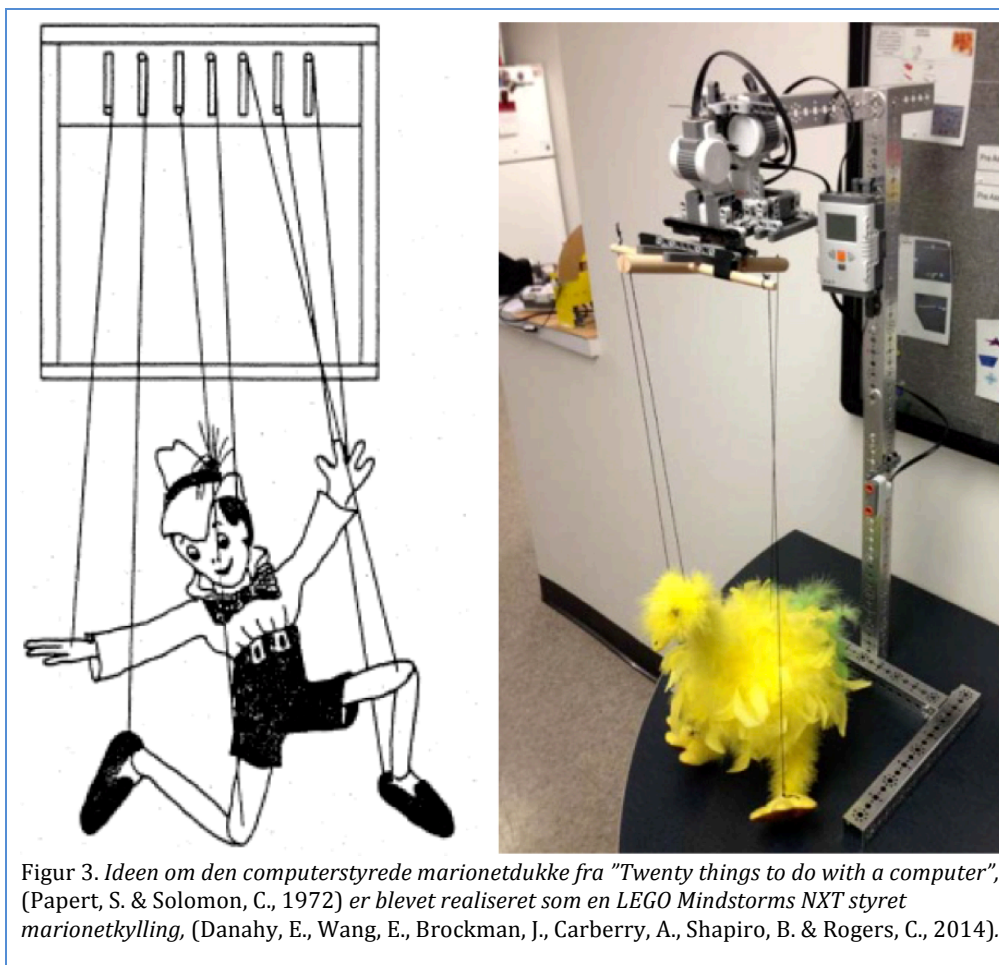 Figur 3. Ideen om den computerstyrede marionetdukke fra ”Twenty things to do with a computer”,
(Papert, S. & Solomon, C., 1972) er blevet realiseret som en LEGO Mindstorms NXT styret
marionetkylling, (Danahy, E., Wang, E., Brockman, J., Carberry, A., Shapiro, B. & Rogers, C., 2014).